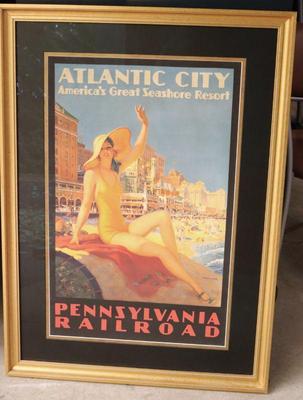 ATLANTIC CITY
America's Great Seashore Resort
PENNSYLVANIA
RAILROAD